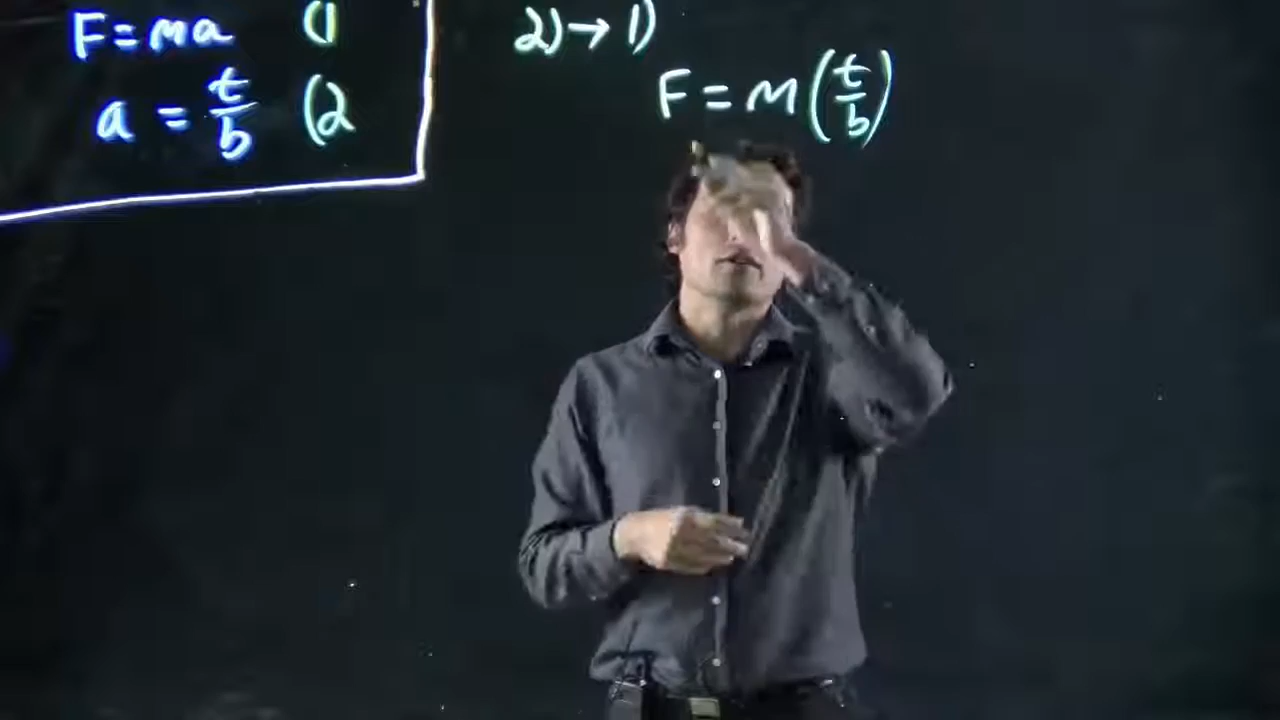 F = ma (1
a = t/b (2
2) → 1)
F = m(t/b)